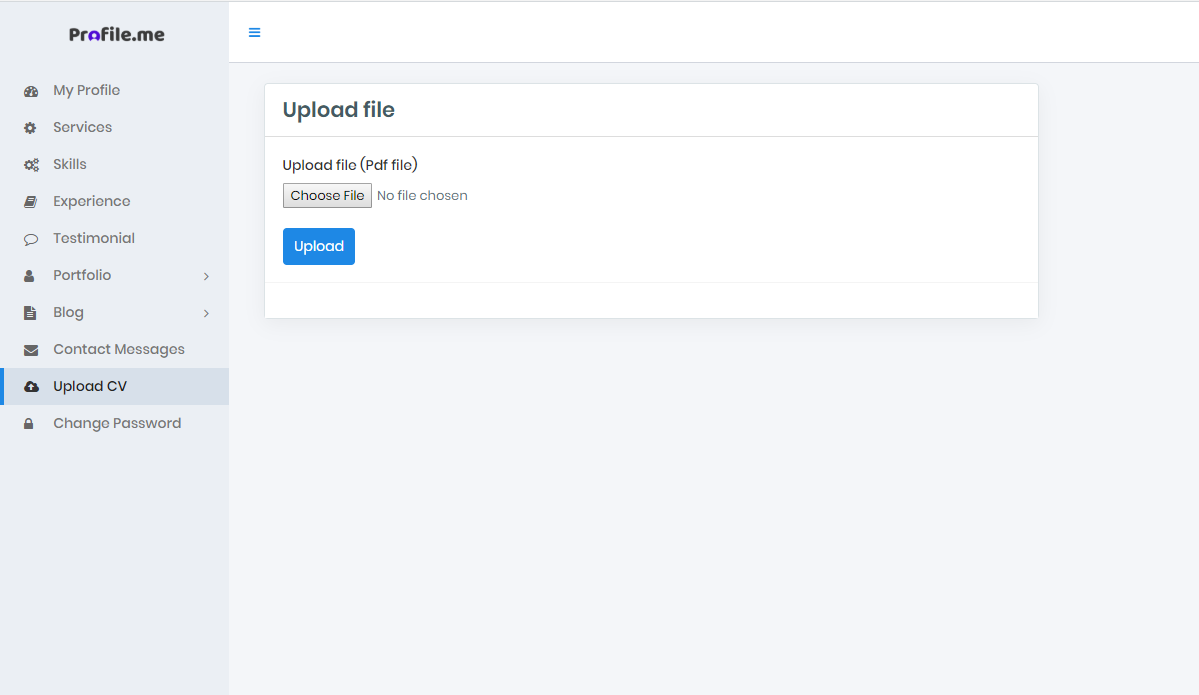 Profile.me
My Profile
Services
Skills
Experience
Testimonial
Portfolio
Blog
Contact Messages
Upload CV
Change Password
Upload file
Upload file (Pdf file)
Choose File No file chosen
Upload